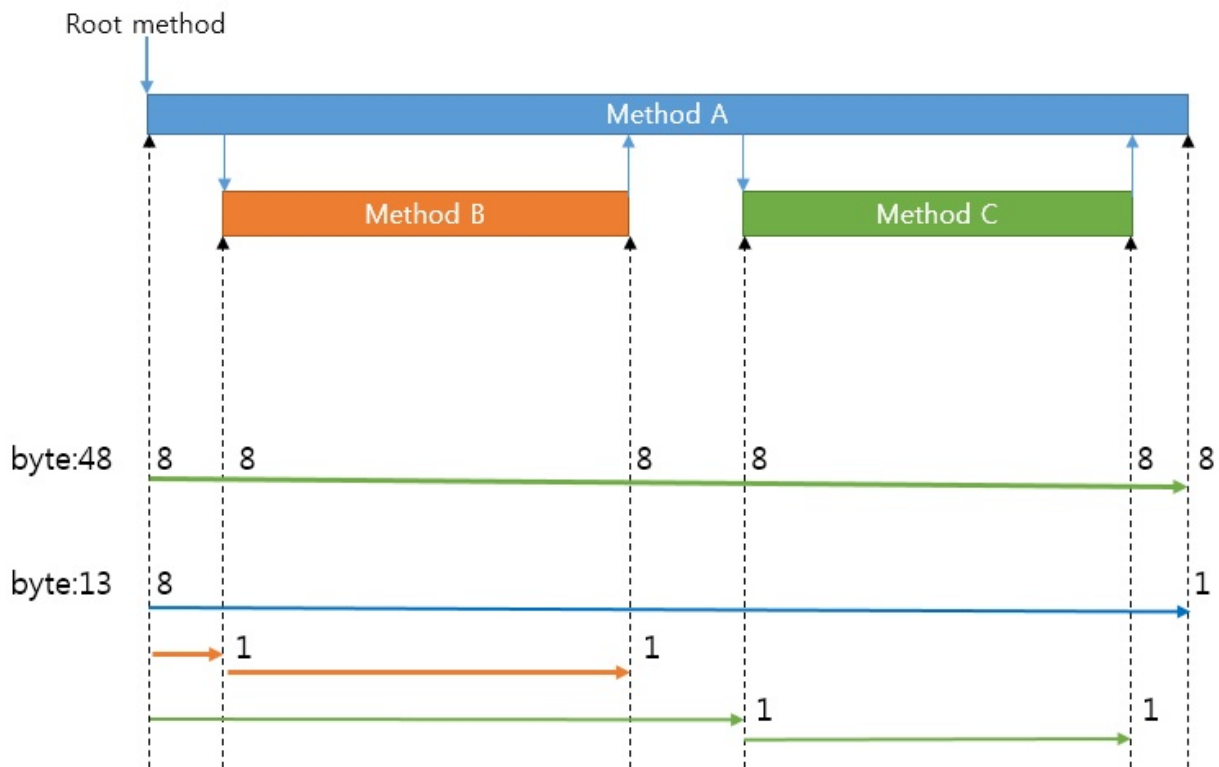 Root method
Method A
Method B Method C
byte:48 8 8 8 8 8 8
byte:13 8 1
1 1
1 1